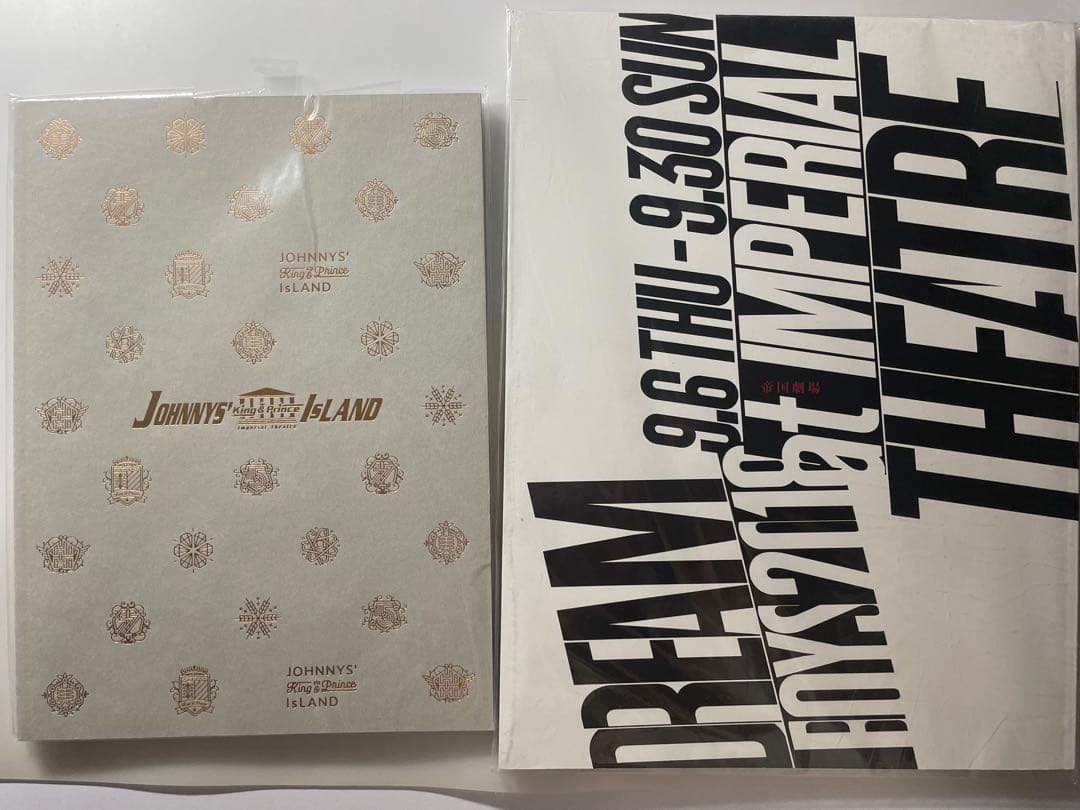 JOHNNYS'
King & Prince
IsLAND
JOHNNYS' King & Prince IsLAND
Imperial Theatre
JOHNNYS'
King & Prince
IsLAND
9.6 THU - 9.30 SUN
DREAM
BOYS2018 at IMPERIAL
THEATRE
帝国劇場